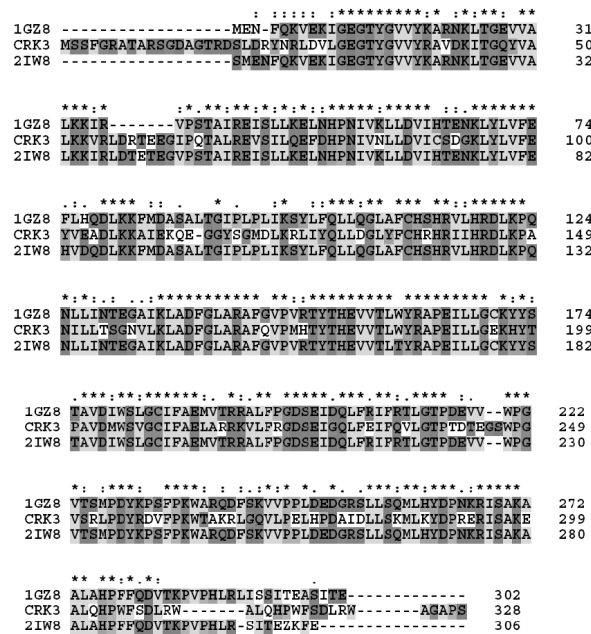 . :.::: *********:* .*:***:**
1GZ8 -------------------MEN-FQKVEKIGEGTYGVVYKARNKLTGEVVA 31
CRK3 MSSFGRATARSGDAGTRDSLDRYNRLDVLGEGTYGVVYRAVDKITGQYVA 50
2IW8 ------------------SMENFQKVEKIGEGTYGVVYKARNKLTGEVVA 32
***:* :*.*:**:*:*** *::***** *** * :.:*****
1GZ8 LKKIR--------VPSTAIREISLLKELNHPNIVKLLDVIHTENKLYLVFE 74
CRK3 LKKVRLDRTEEGIPQTALREVSILQEFDHPNIVNLLDVICSDGKLYLVFE 100
2IW8 LKKIRLDTETEGVPSTAIREISLLKELNHPNIVKLLDVIHTENKLYLVFE 82
.:. **** :: . : *: *.*** **:*: ** *:*******
1GZ8 FLHQDLKKFMDASALTGIPLPLIKSYLFQLLQGLAFCHSHRVLHRDLKPQ 124
CRK3 YVEADLKKAIEKQE-GGYSGMDLKRLIYQLLDGLYFCHRHRIIHRDLKPA 149
2IW8 HVDQDLKKFMDASALTGIPLPLIKSYLFQLLQGLAFCHSHRVLHRDLKPQ 132
*:*:.:.*.:*********** ** *:********* *******.*:*:
1GZ8 NLLINTEGAIKLADFGLARAFGVPVRTYTHEVVTLWYRAPEILLGCKYYS 174
CRK3 NILLTSGNVLKLADFGLARAFQVPMHTYTHEVVTLWYRAPEILLGEKHYT 199
2IW8 NLLINTEGAIKLADFGLARAFGVPVRTYTHEVVTLTYRAPEILLGCKYYS 182
.****:**:******:. *. *. *****.**:***.*: ****: . ***
1GZ8 TAVDIWSLGCIFAEMVTRRALFPGDSEIDQLFRIFRTLGTPDEVV--WPG 222
CRK3 PAVDMWSVGCIFAELARRKVLFRGDSEIGQLFEIFQVLGTPTDTEGSWPG 249
2IW8 TAVDIWSLGCIFAEMVTRRALFPGDSEIDQLFRIFRTLGTPDEVV--WPG 230
*:.:***:.. ***:*:: :.:*:*.*: .:***:**:***::*****
1GZ8 VTSMPDYKPSFPKWARQDFSKVVPPLDEDGRSLLSQMLHYDPNKRISAKA 272
CRK3 VSRLPDYRDVFPKWTAKRLGQVLPELHPDAIDLLSKMLKYDPRERISAKE 299
2IW8 VTSMPDYKPSFPKWARQDFSKVVPPLDEDGRSLLSQMLHYDPNKRISAKA 280
** **:*.*: .
1GZ8 ALAHPFFQDVTKPVPHLRLISSITEASITE------------ 302
CRK3 ALQHPWFSDLRW-------ALQHPWFSDLRW-------AGAPS 328
2IW8 ALAHPFFQDVTKPVPHLR-SITEZKFE--------------- 306